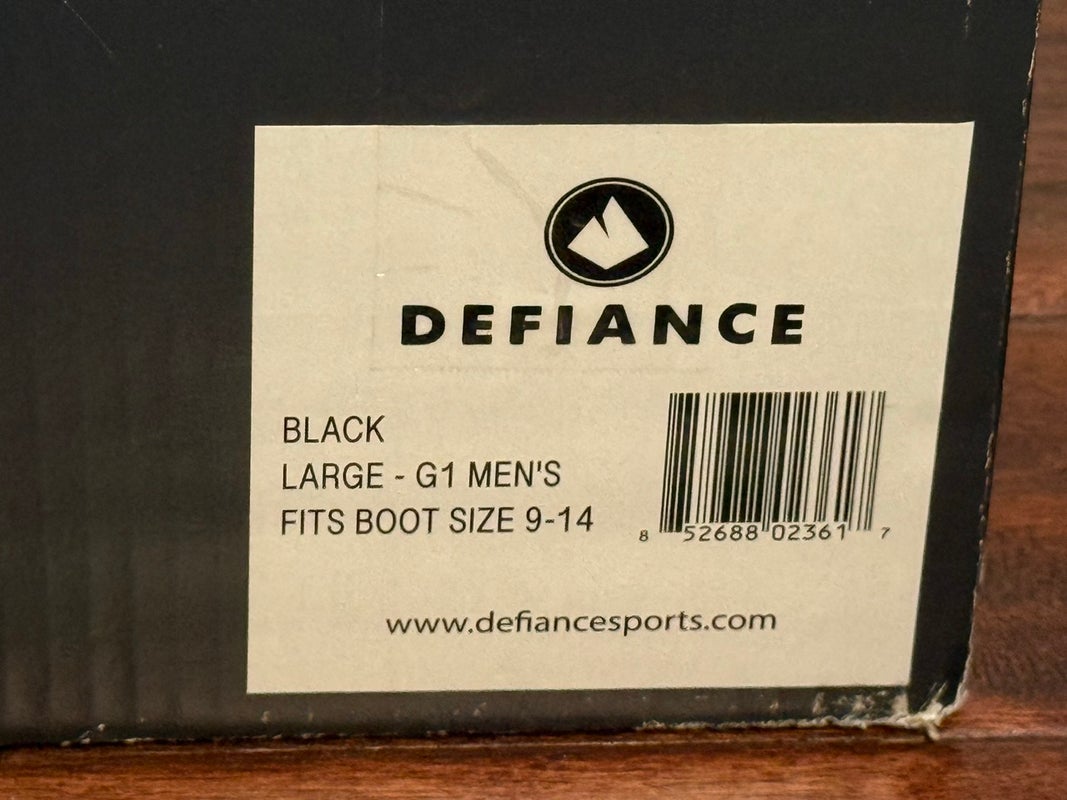 DEFIANCE
BLACK
LARGE - G1 MEN'S
FITS BOOT SIZE 9-14
8 52688 02361 7
www.defiancesports.com